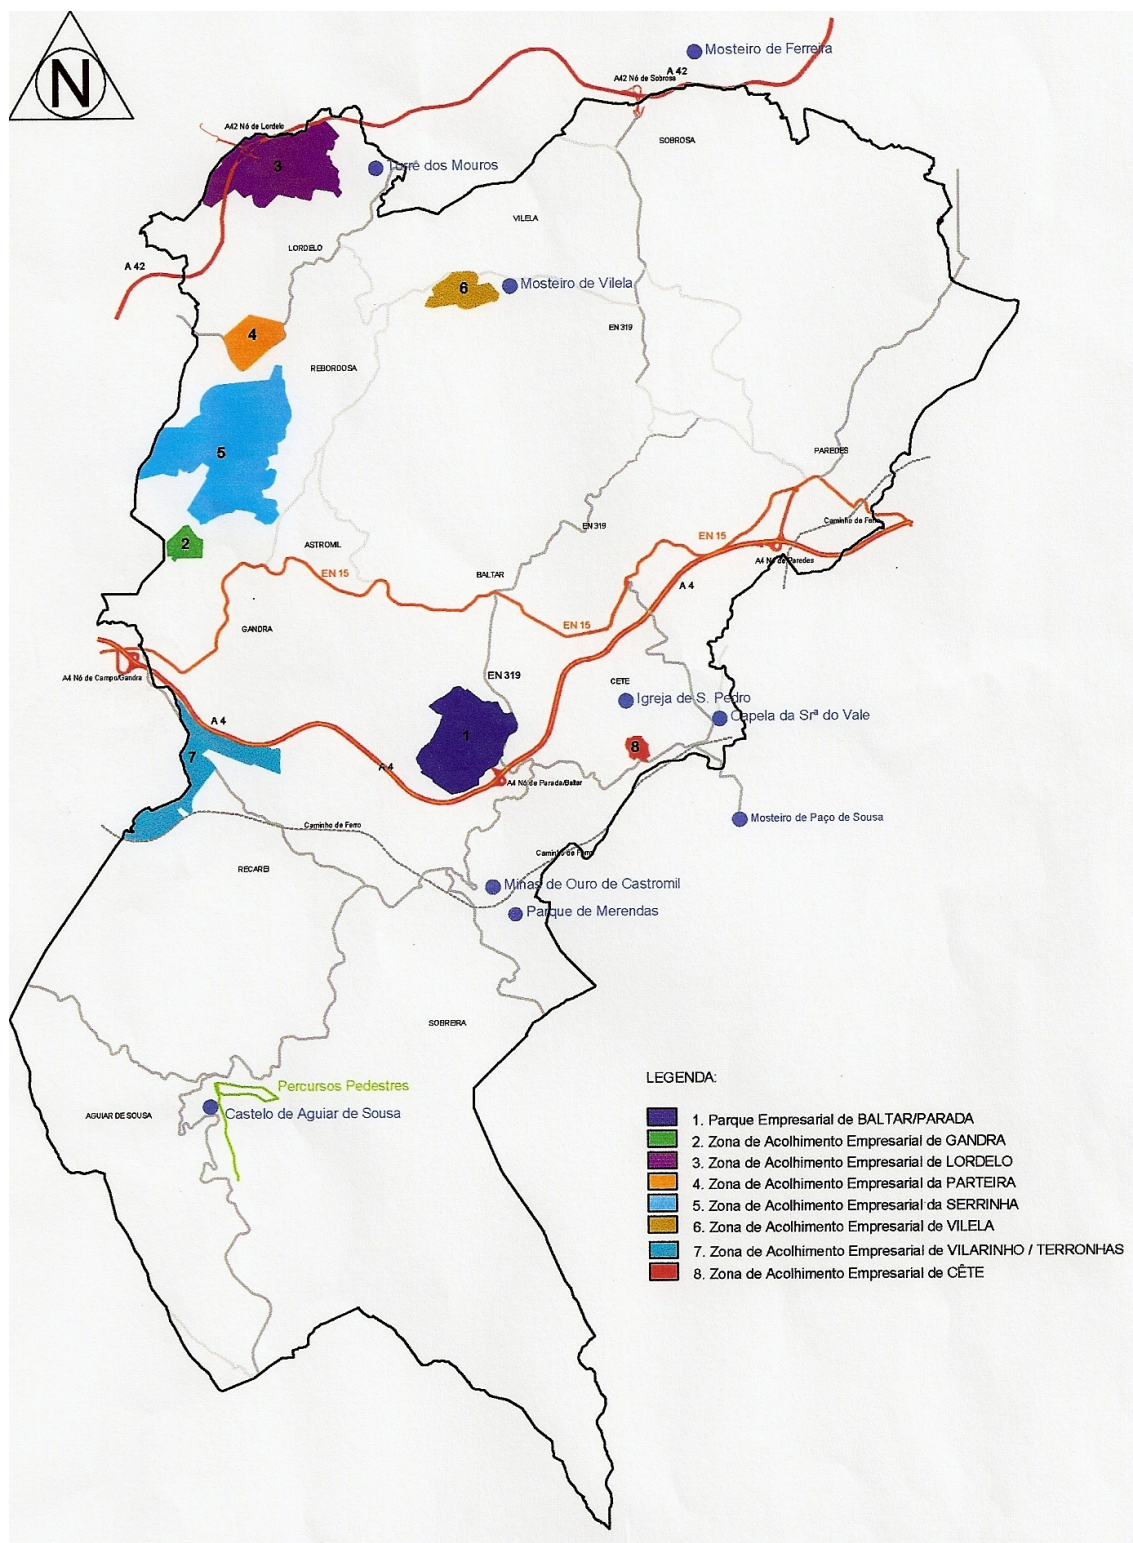 N
Mosteiro de Ferreira
A 42
A42 Nó de Sobrosa
A42 Nó de Lordelo
SOBROSA
3
Torrê dos Mouros
VILELA
LORDELO
A 42
6
Mosteiro de Vilela
EN 319
4
REBORDOSA
5
PAREDES
EN 319
Caminho de Ferro
2
ASTROMIL
EN 15
EN 15
A4 Nó de Paredes
BALTAR
A 4
EN 15
GANDRA
A4 Nó de Campo/Gandra
EN 319
CETE
Igreja de S. Pedro
Capela da Srª do Vale
A 4
1
8
7
A 4
A4 Nó de Parada/Baltar
Caminho de Ferro
Mosteiro de Paço de Sousa
Caminho de Ferro
RECAREI
Minas de Ouro de Castromil
Parque de Merendas
SOBREIRA
Percursos Pedestres
AGUIAR DE SOUSA
Castelo de Aguiar de Sousa
LEGENDA:
1. Parque Empresarial de BALTAR/PARADA
2. Zona de Acolhimento Empresarial de GANDRA
3. Zona de Acolhimento Empresarial de LORDELO
4. Zona de Acolhimento Empresarial da PARTEIRA
5. Zona de Acolhimento Empresarial da SERRINHA
6. Zona de Acolhimento Empresarial de VILELA
7. Zona de Acolhimento Empresarial de VILARINHO / TERRONHAS
8. Zona de Acolhimento Empresarial de CÊTE